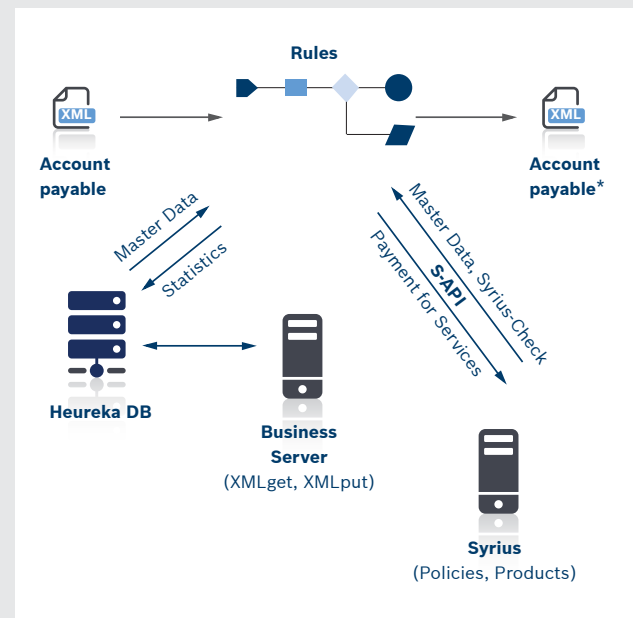 Rules
XML
Account
payable
XML
Account
payable*
Master Data
Statistics
Master Data, Syrius-Check
S-API
Payment for Services
Heureka DB
Business
Server
(XMLget, XMLput)
Syrius
(Policies, Products)